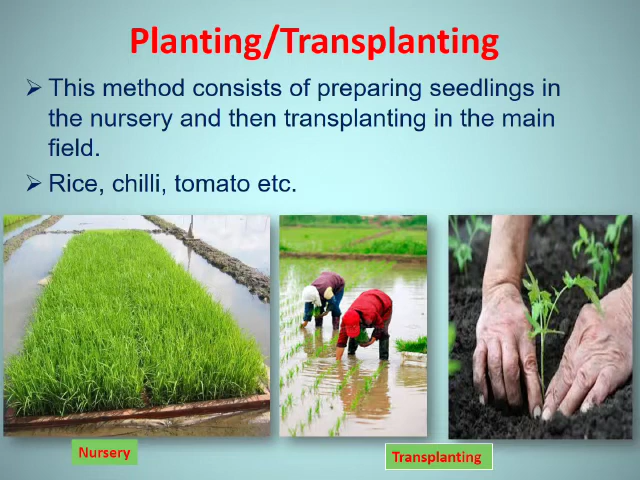 Planting/Transplanting
➢ This method consists of preparing seedlings in
the nursery and then transplanting in the main
field.
➢ Rice, chilli, tomato etc.
Nursery
Transplanting